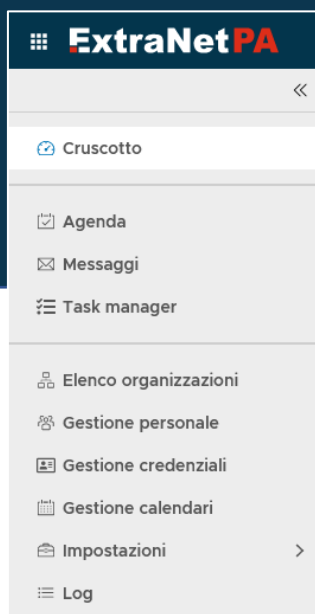 ExtraNetPA
Cruscotto
Agenda
Messaggi
Task manager
Elenco organizzazioni
Gestione personale
Gestione credenziali
Gestione calendari
Impostazioni
Log